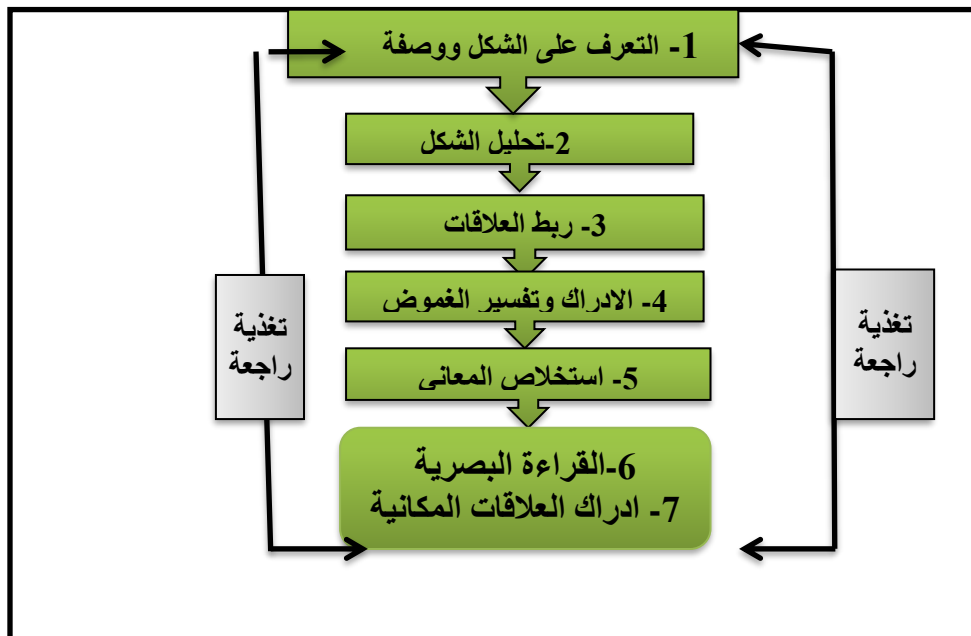 1- التعرف على الشكل ووصفة
2-تحليل الشكل
3- ربط العلاقات
4- الادراك وتفسير الغموض
5- استخلاص المعانى
6-القراءة البصرية
7- ادراك العلاقات المكانية
تغذية
راجعة
تغذية
راجعة